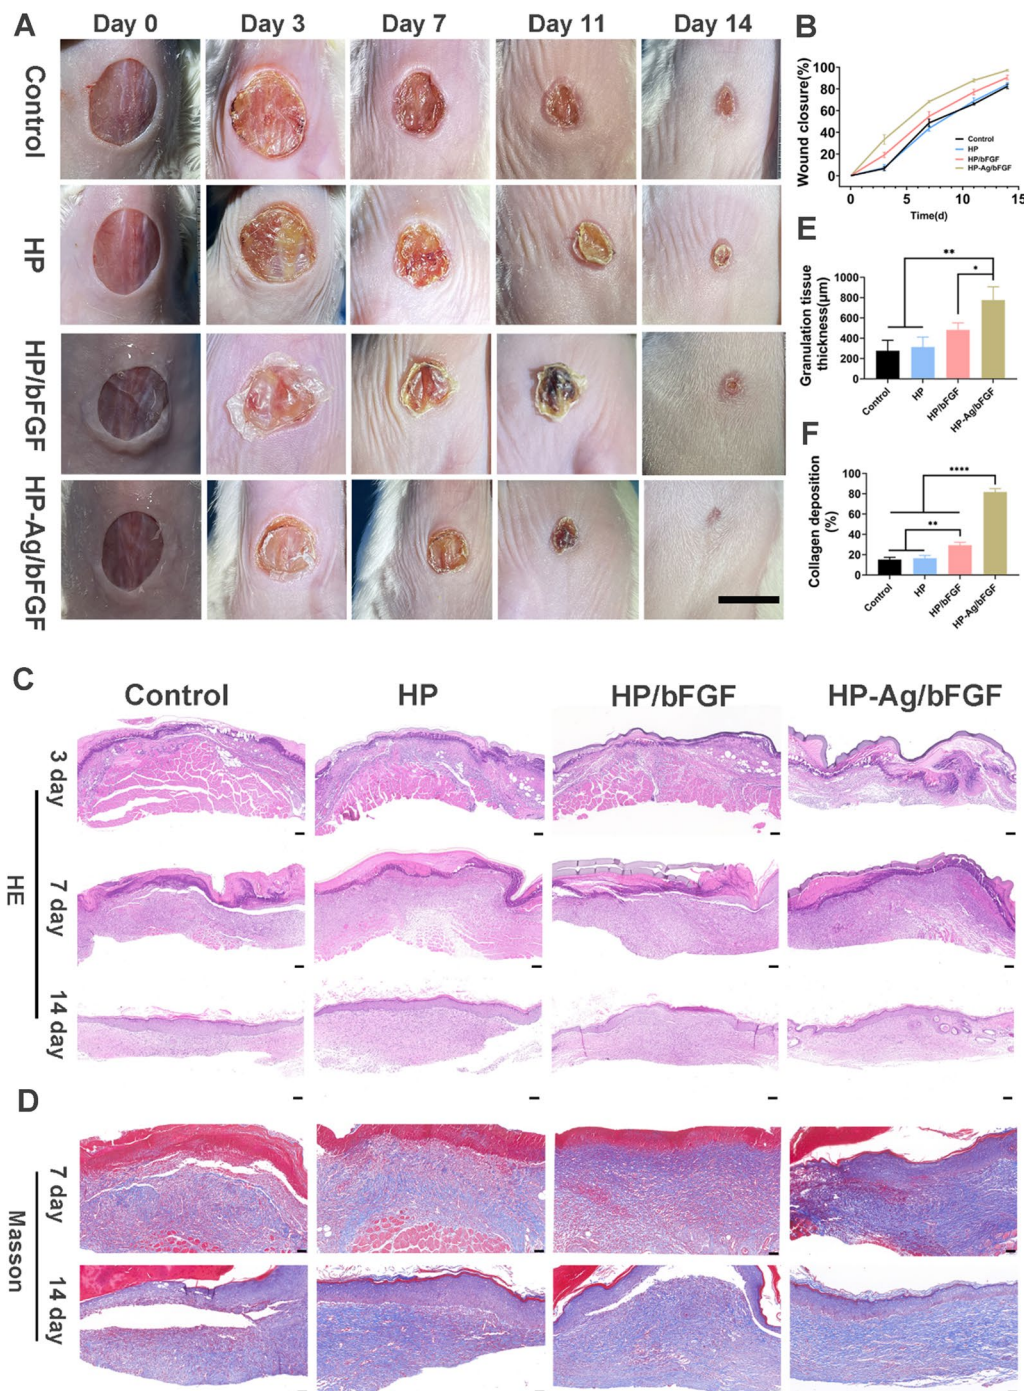 A
Day 0
Day 3
Day 7
Day 11
Day 14
Control
HP
HP/bFGF
HP-Ag/bFGF
B
Wound closure(%)
100
80
60
40
20
0
0
5
10
15
Time(d)
Control
HP
HP/bFGF
HP-Ag/bFGF
E
Granulation tissue
thickness(μm)
1000
800
600
400
200
0
**
*
Control
HP
HP/bFGF
HP-Ag/bFGF
F
Collagen deposition
(%)
100
80
60
40
20
0
****
**
Control
HP
HP/bFGF
HP-Ag/bFGF
C
Control
HP
HP/bFGF
HP-Ag/bFGF
HE
3 day
7 day
14 day
D
Masson
7 day
14 day